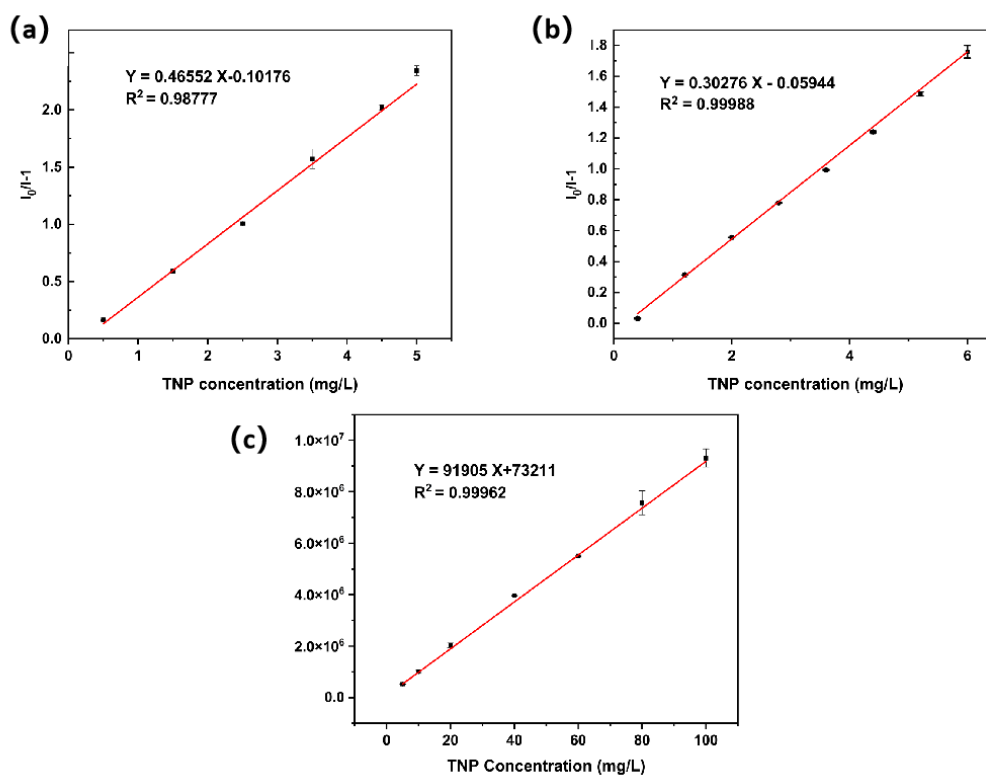 (a)
Y = 0.46552 X-0.10176
R² = 0.98777
2.0
1.5
1.0
0.5
0.0
I₀/I-1
0 1 2 3 4 5
TNP concentration (mg/L)
(b)
Y = 0.30276 X - 0.05944
R² = 0.99988
1.8
1.6
1.4
1.2
1.0
0.8
0.6
0.4
0.2
0.0
I₀/I-1
0 2 4 6
TNP concentration (mg/L)
(c)
Y = 91905 X+73211
R² = 0.99962
1.0×10⁷
8.0×10⁶
6.0×10⁶
4.0×10⁶
2.0×10⁶
0.0
0 20 40 60 80 100
TNP Concentration (mg/L)